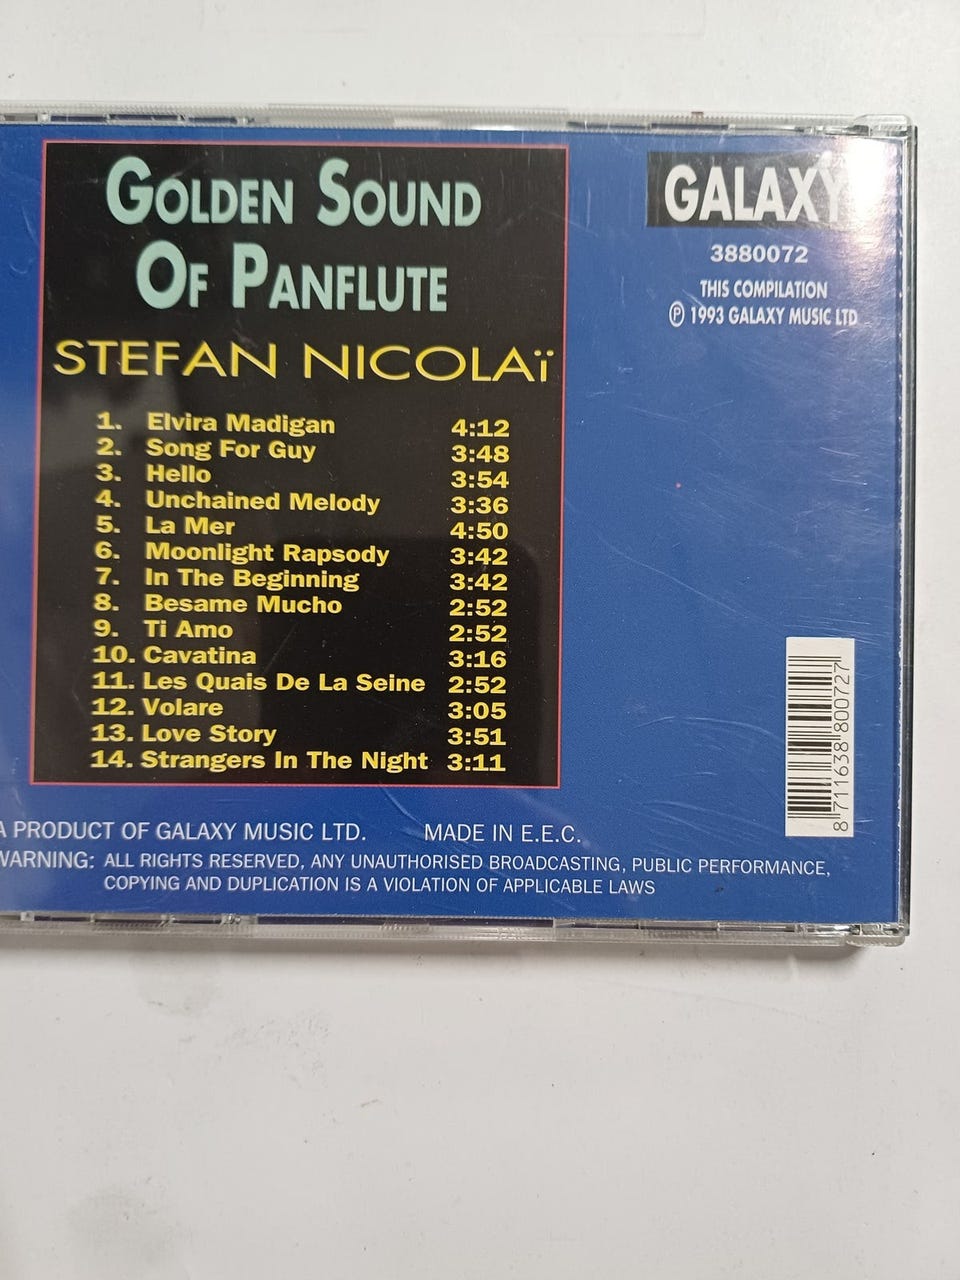 GOLDEN SOUND
OF PANFLUTE
STEFAN NICOLAï
1. Elvira Madigan 4:12
2. Song For Guy 3:48
3. Hello 3:54
4. Unchained Melody 3:36
5. La Mer 4:50
6. Moonlight Rapsody 3:42
7. In The Beginning 3:42
8. Besame Mucho 2:52
9. Ti Amo 2:52
10. Cavatina 3:16
11. Les Quais De La Seine 2:52
12. Volare 3:05
13. Love Story 3:51
14. Strangers In The Night 3:11
GALAXY
3880072
THIS COMPILATION
℗ 1993 GALAXY MUSIC LTD
8 711638 800727
A PRODUCT OF GALAXY MUSIC LTD. MADE IN E.E.C.
WARNING: ALL RIGHTS RESERVED, ANY UNAUTHORISED BROADCASTING, PUBLIC PERFORMANCE,
COPYING AND DUPLICATION IS A VIOLATION OF APPLICABLE LAWS